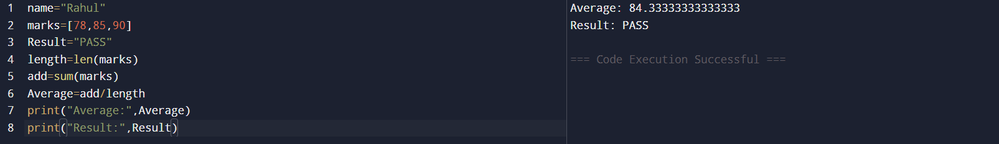 1 name="Rahul"
2 marks=[78,85,90]
3 Result="PASS"
4 length=len(marks)
5 add=sum(marks)
6 Average=add/length
7 print("Average:",Average)
8 print("Result:",Result)
Average: 84.33333333333333
Result: PASS
=== Code Execution Successful ===